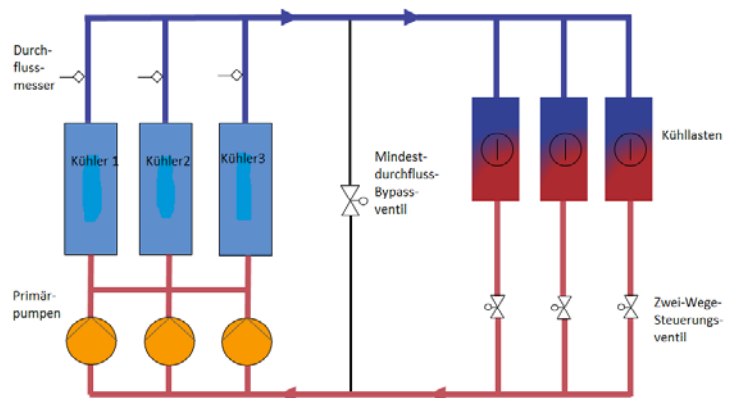 Durch-
fluss-
messer
Kühler 1
Kühler2
Kühler3
Mindest-
durchfluss-
Bypass-
ventil
Kühllasten
Primär-
pumpen
Zwei-Wege-
Steuerungs-
ventil